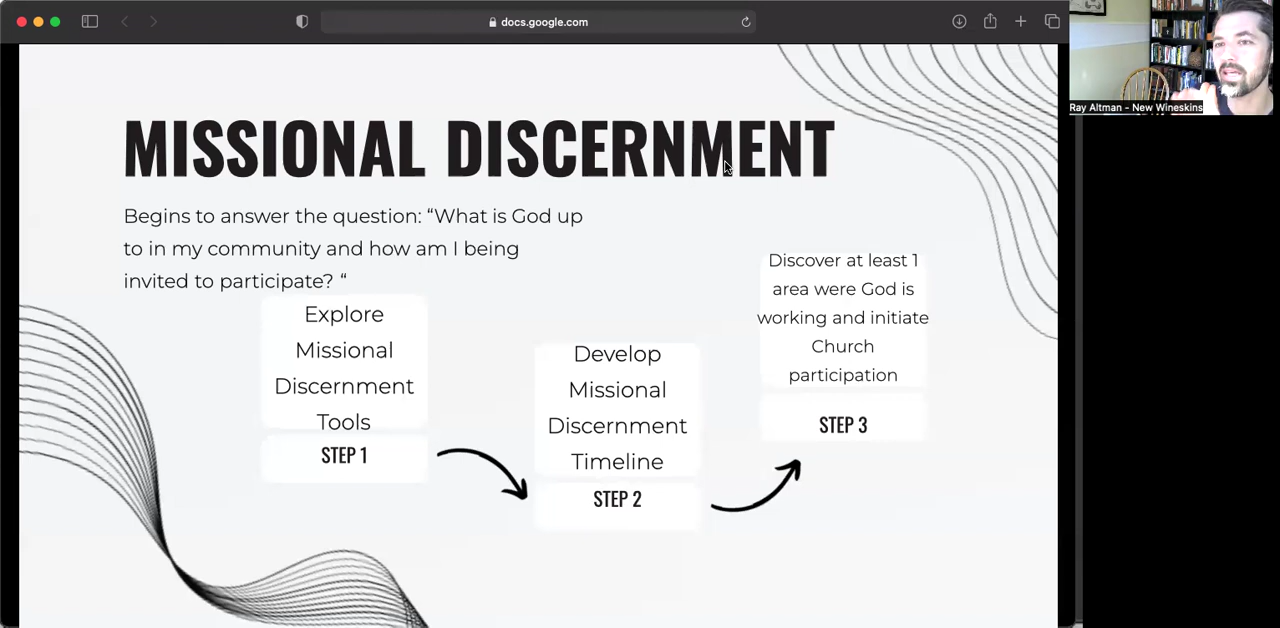 docs.google.com
Ray Altman - New Wineskins
MISSIONAL DISCERNMENT
Begins to answer the question: “What is God up
to in my community and how am I being
invited to participate? “
Explore
Missional
Discernment
Tools
STEP 1
Develop
Missional
Discernment
Timeline
STEP 2
Discover at least 1
area were God is
working and initiate
Church
participation
STEP 3